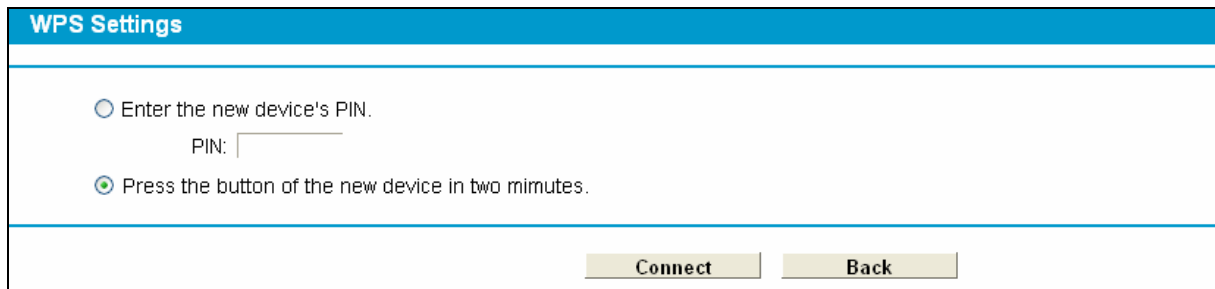 WPS Settings
Enter the new device's PIN.
PIN:
Press the button of the new device in two mimutes.
Connect Back